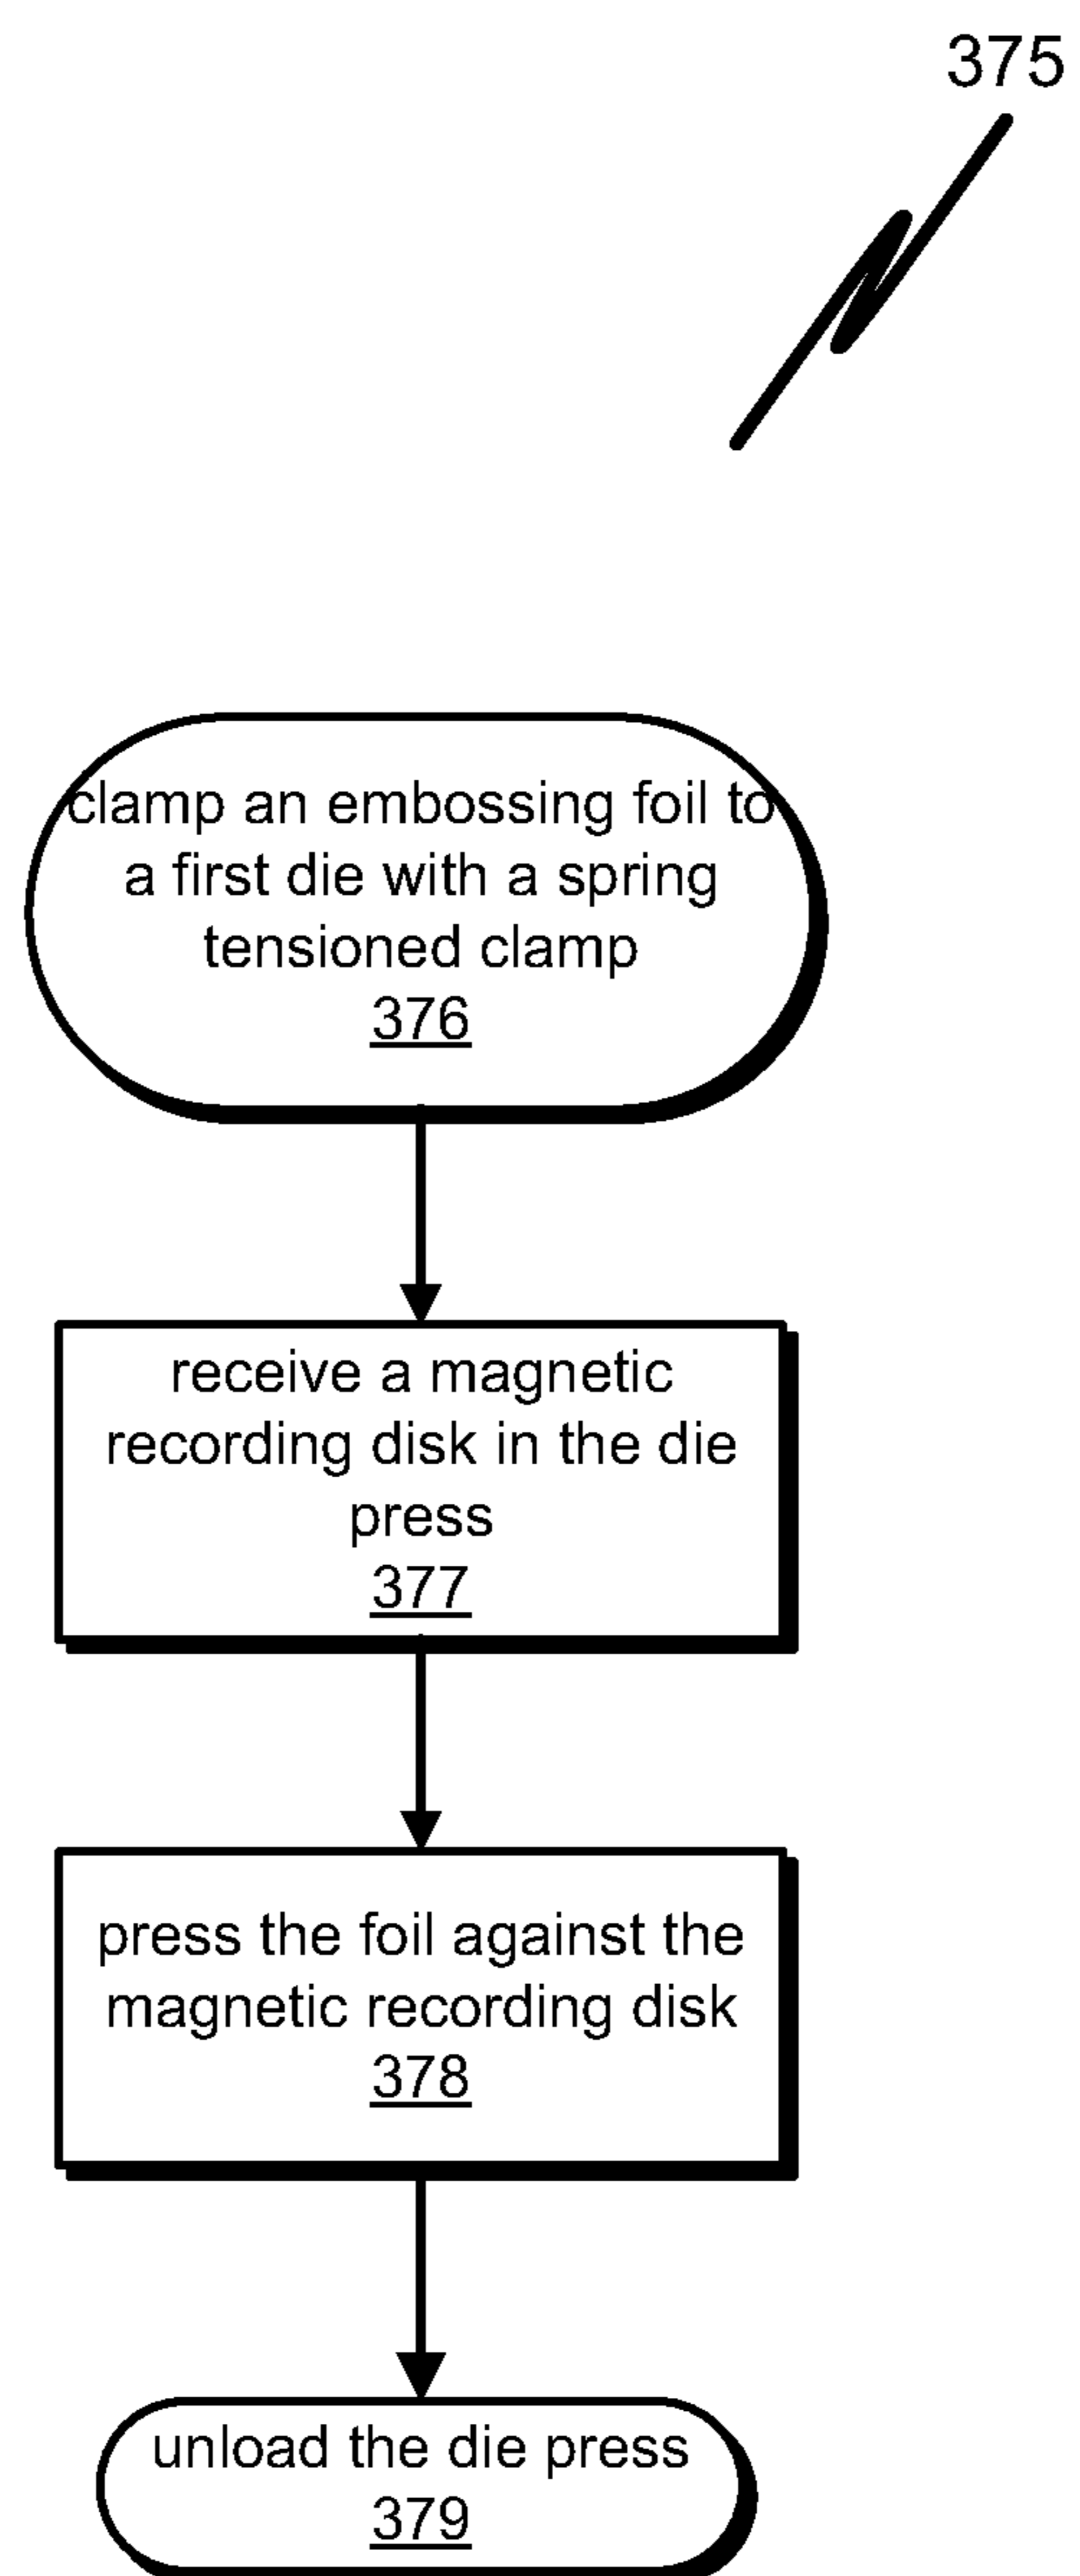 375
clamp an embossing foil to
a first die with a spring
tensioned clamp
376
receive a magnetic
recording disk in the die
press
377
press the foil against the
magnetic recording disk
378
unload the die press
379